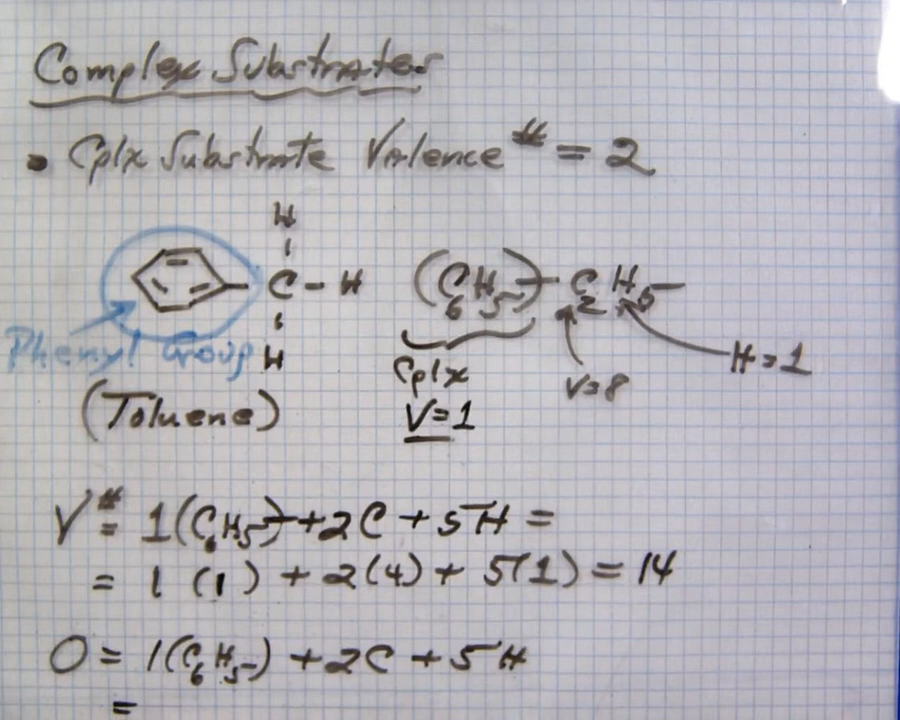 Complex Substrates
• Cplx Substrate Valence # = 2
H
C - H
H
Phenyl Group
(Toluene)
(C6H5)-C2H5
Cplx
V=1
V=8
H=1
V# = 1(C6H5)+2C+5H =
= 1(1) + 2(4) + 5(1) = 14
O = 1(C6H5) + 2C + 5H
=